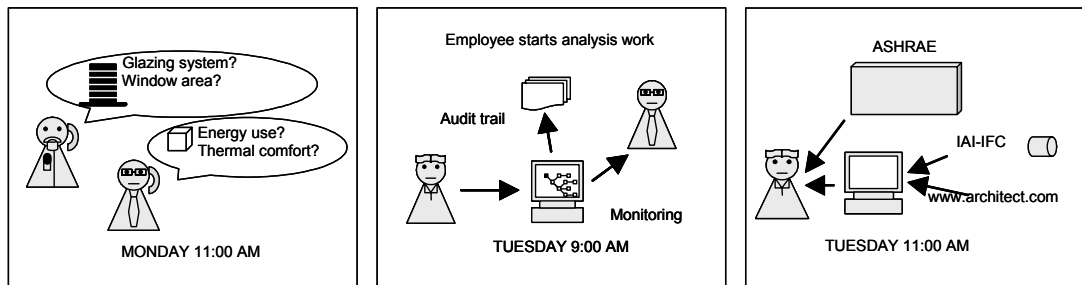 Glazing system?
Window area?
Energy use?
Thermal comfort?
MONDAY 11:00 AM
Employee starts analysis work
Audit trail
Monitoring
TUESDAY 9:00 AM
ASHRAE
IAI-IFC
www.architect.com
TUESDAY 11:00 AM